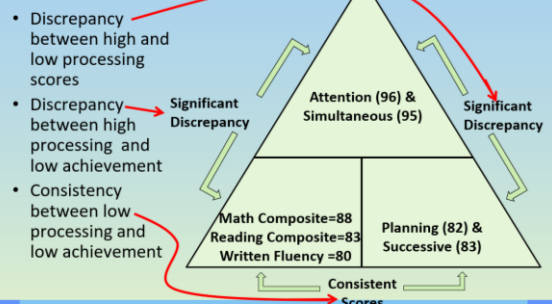 • Discrepancy
between high and
low processing
scores
• Discrepancy
between high
processing and
low achievement
• Consistency
between low
processing and
low achievement
Significant
Discrepancy
Attention (96) &
Simultaneous (95)
Significant
Discrepancy
Math Composite=88
Reading Composite=83
Written Fluency =80
Planning (82) &
Successive (83)
Consistent
Scores